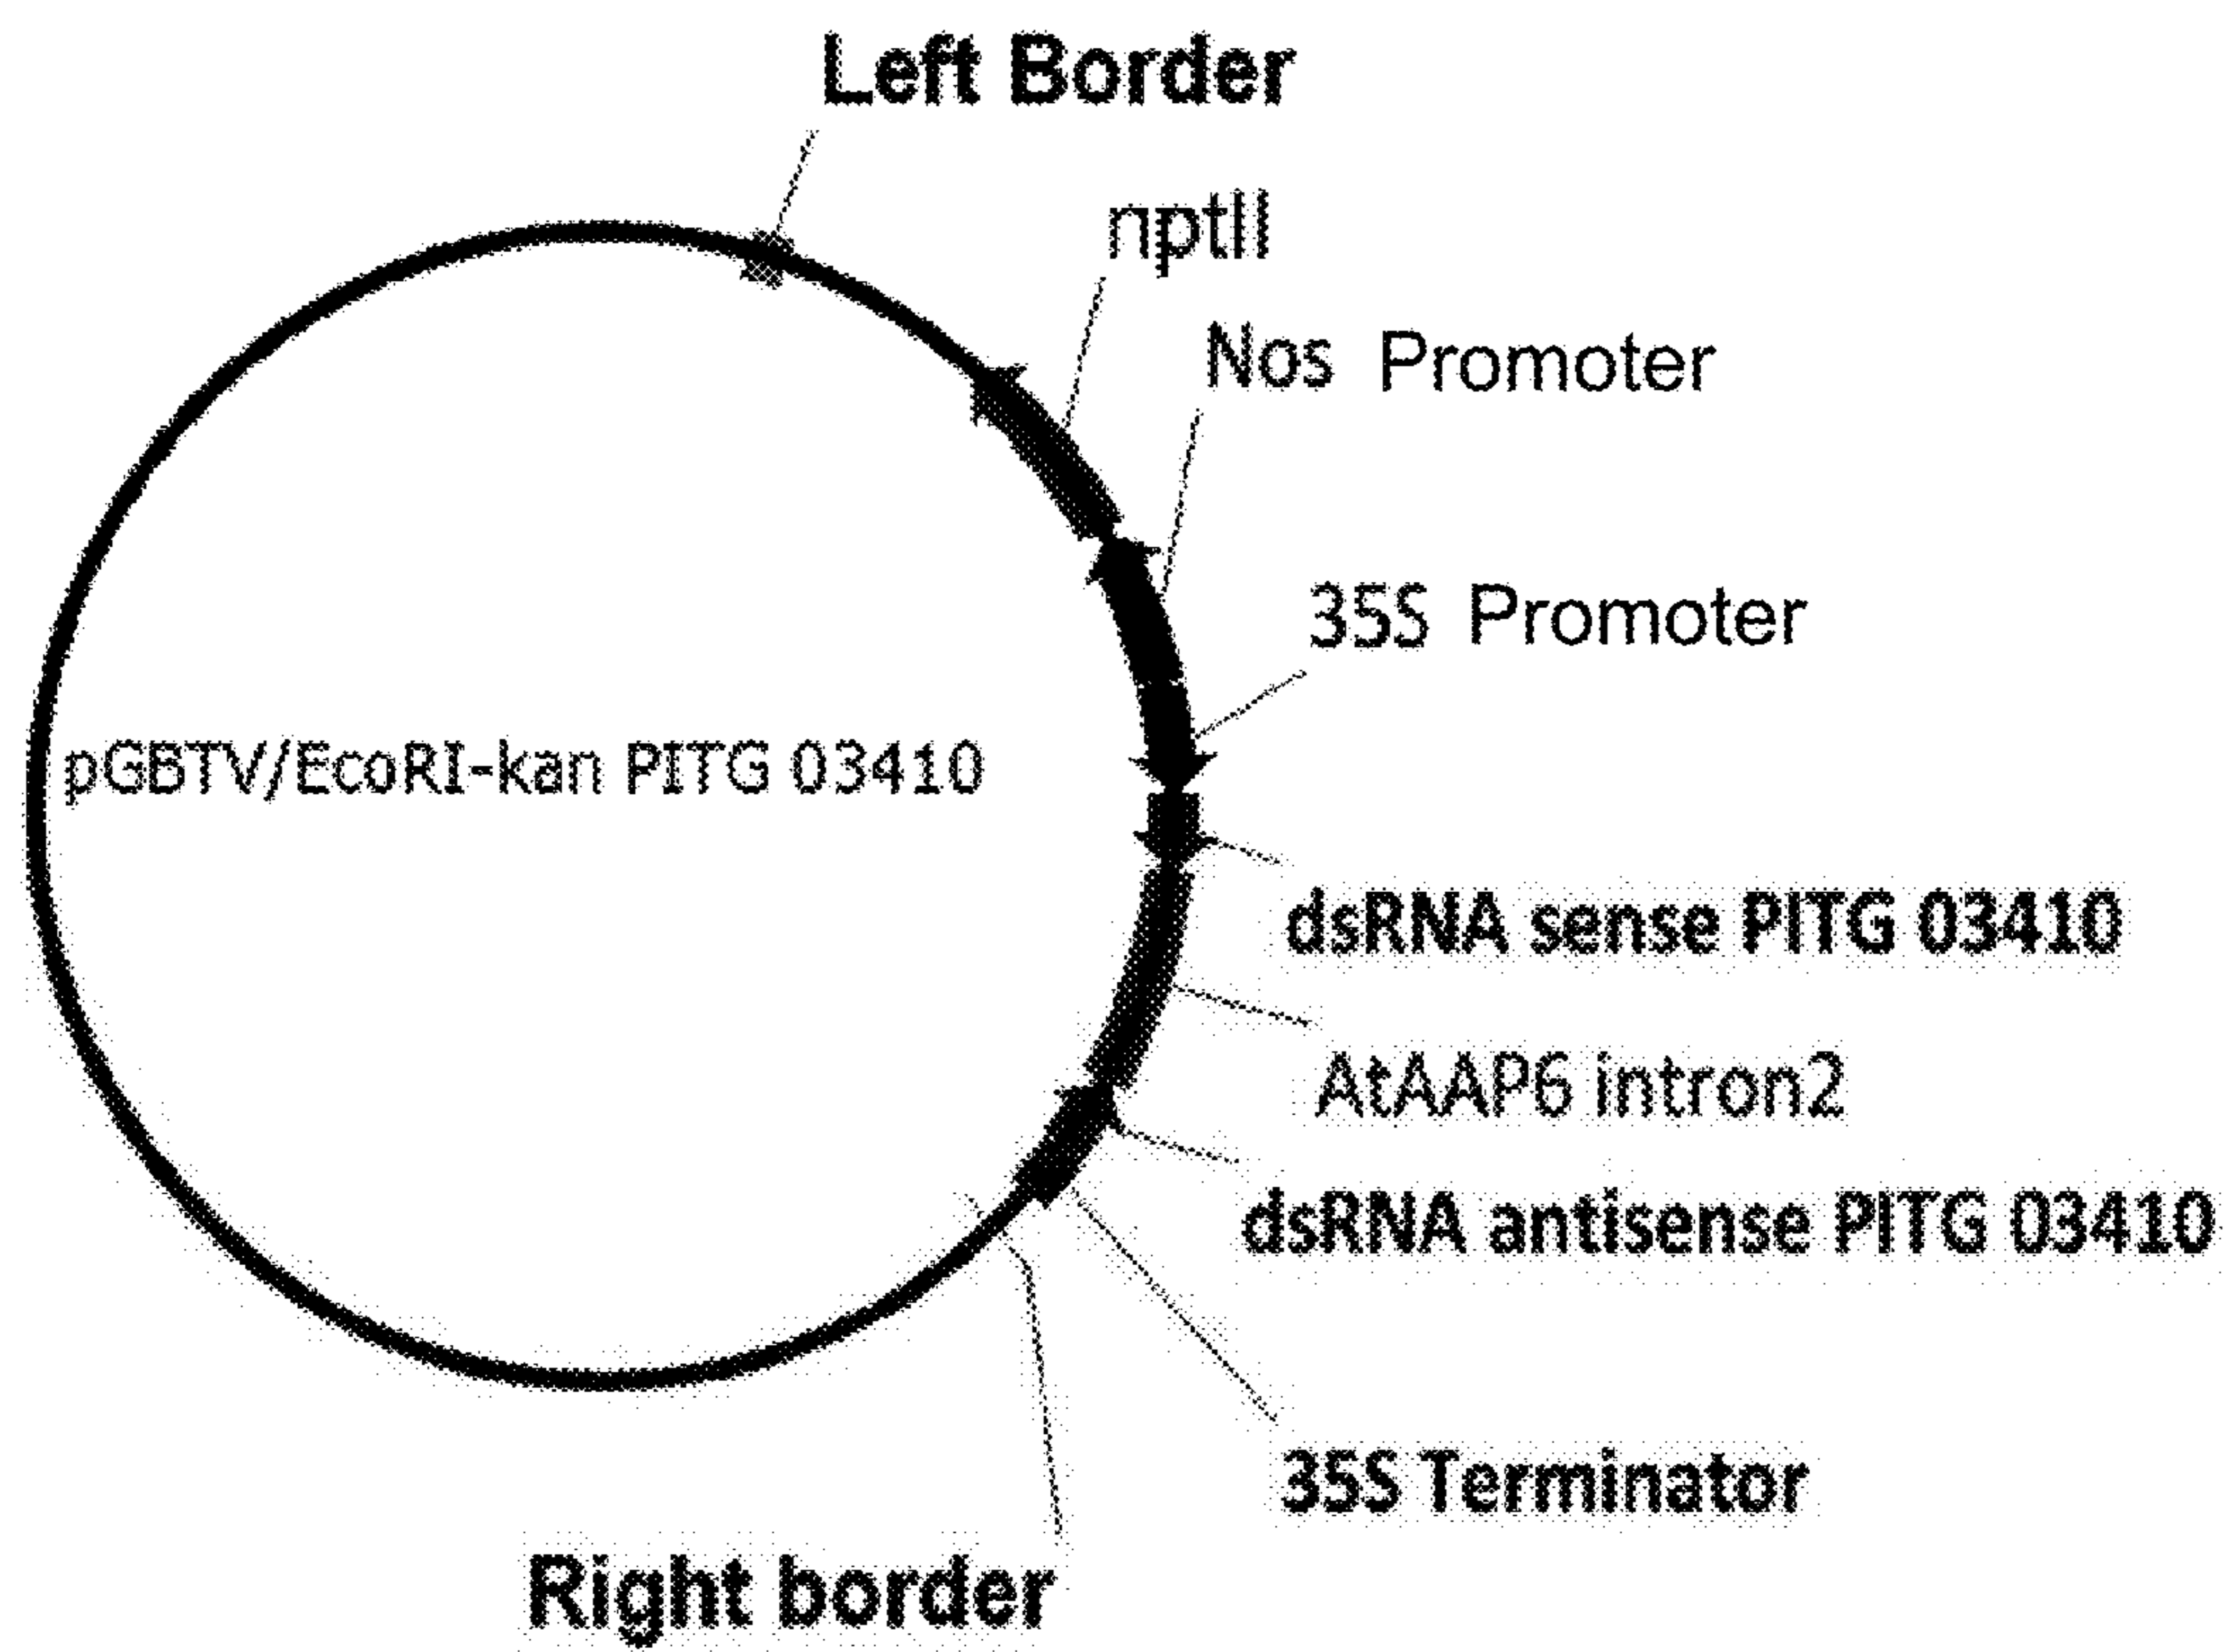 Left Border
nptII
Nos Promoter
35S Promoter
pGBTV/EcoRI-kan PITG 03410
dsRNA sense PITG 03410
AtAAP6 intron2
dsRNA antisense PITG 03410
35S Terminator
Right border